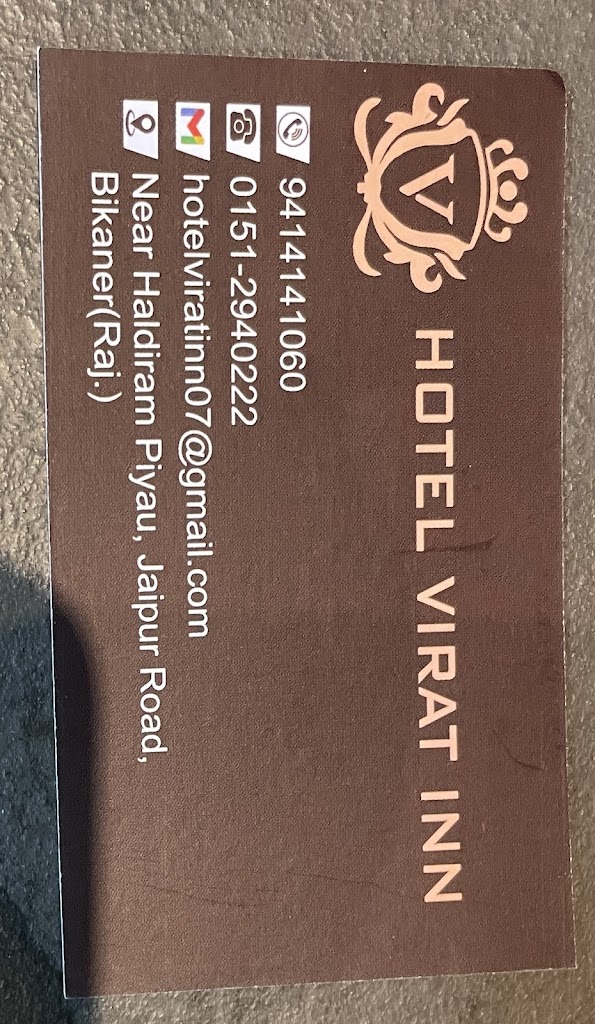 V
HOTEL VIRAT INN
9414141060
0151-2940222
hotelviratinn07@gmail.com
Near Haldiram Piyau, Jaipur Road,
Bikaner(Raj.)